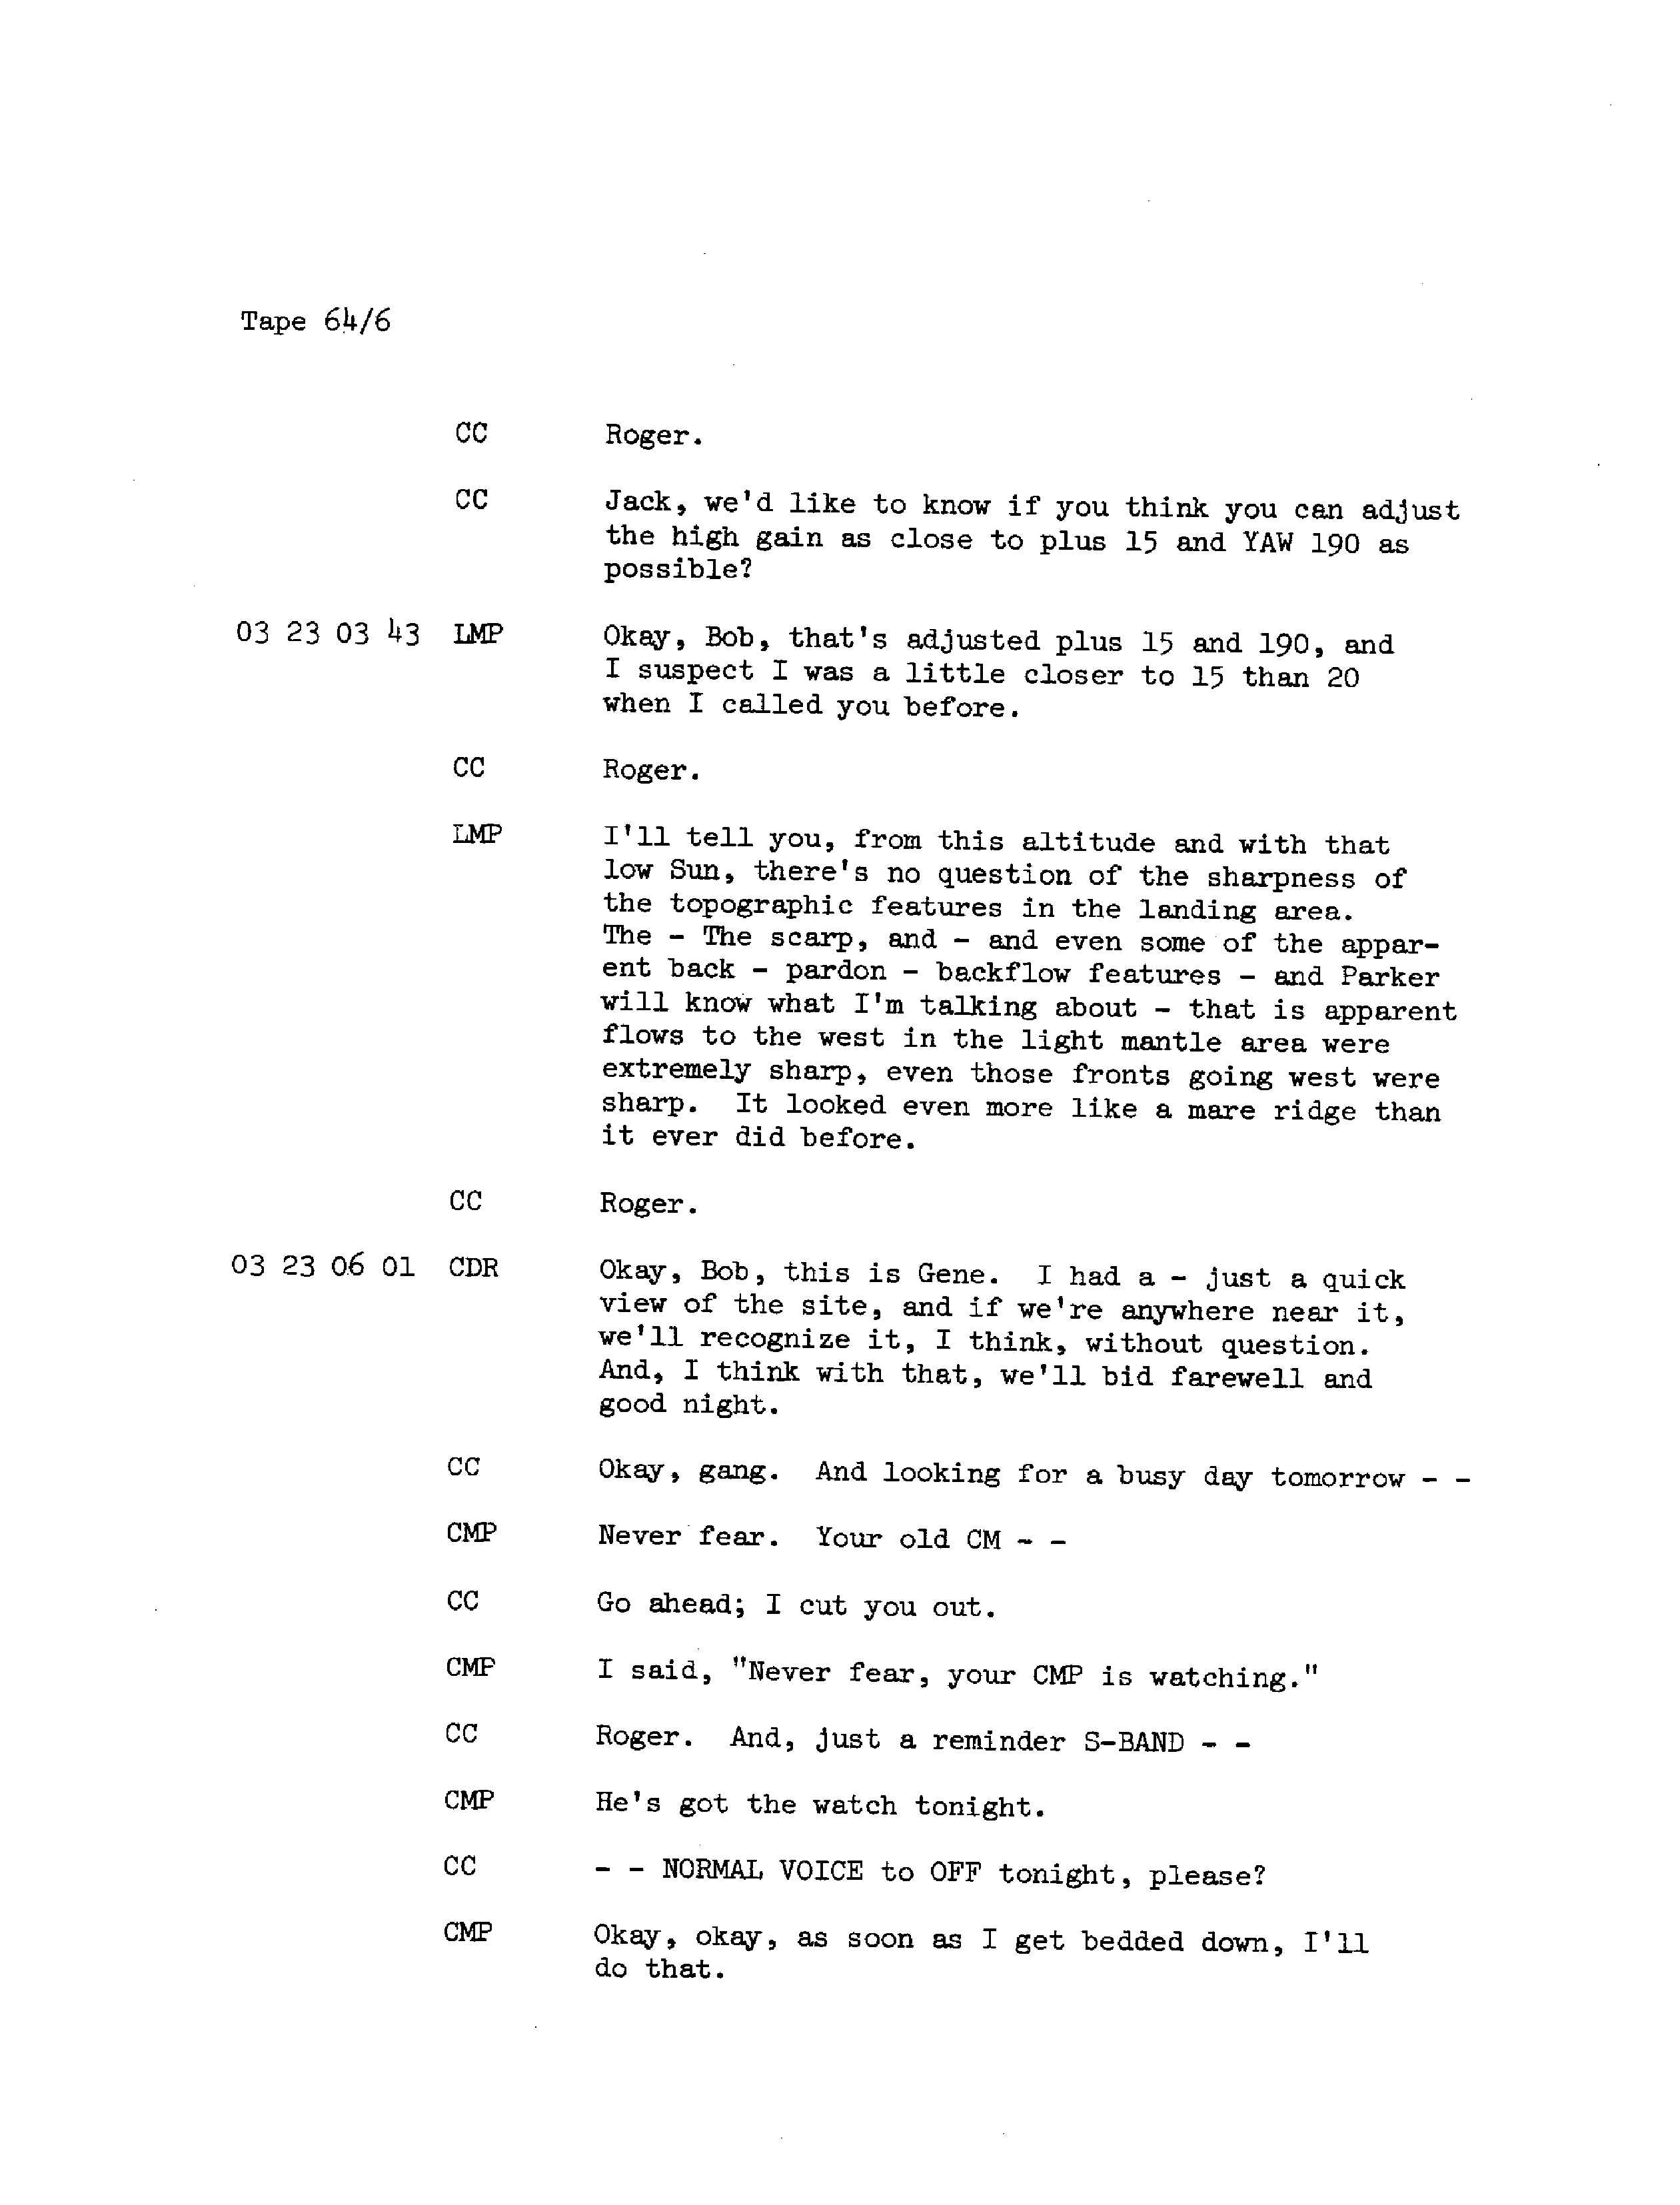 Tape 64/6
CC Roger.
CC Jack, we'd like to know if you think you can adjust
the high gain as close to plus 15 and YAW 190 as
possible?
03 23 03 43 LMP Okay, Bob, that's adjusted plus 15 and 190, and
I suspect I was a little closer to 15 than 20
when I called you before.
CC Roger.
LMP I'll tell you, from this altitude and with that
low Sun, there's no question of the sharpness of
the topographic features in the landing area.
The - The scarp, and - and even some of the appar-
ent back - pardon - backflow features - and Parker
will know what I'm talking about - that is apparent
flows to the west in the light mantle area were
extremely sharp, even those fronts going west were
sharp. It looked even more like a mare ridge than
it ever did before.
CC Roger.
03 23 06 01 CDR Okay, Bob, this is Gene. I had a - just a quick
view of the site, and if we're anywhere near it,
we'll recognize it, I think, without question.
And, I think with that, we'll bid farewell and
good night.
CC Okay, gang. And looking for a busy day tomorrow - -
CMP Never fear. Your old CM - -
CC Go ahead; I cut you out.
CMP I said, "Never fear, your CMP is watching."
CC Roger. And, just a reminder S-BAND - -
CMP He's got the watch tonight.
CC - - NORMAL VOICE to OFF tonight, please?
CMP Okay, okay, as soon as I get bedded down, I'll
do that.